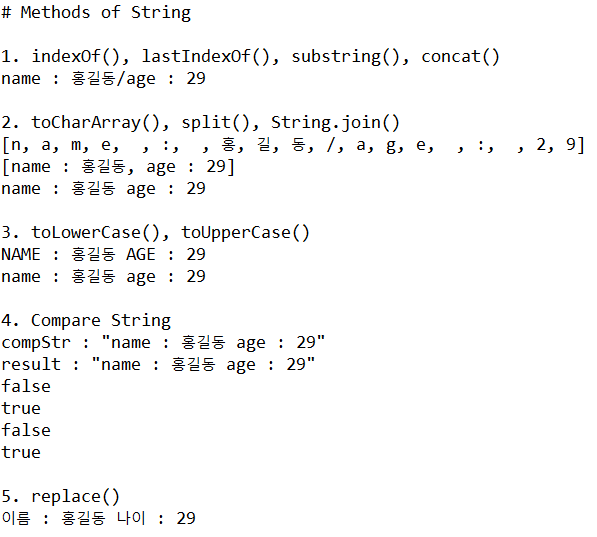 # Methods of String
1. indexOf(), lastIndexOf(), substring(), concat()
name : 홍길동/age : 29
2. toCharArray(), split(), String.join()
[n, a, m, e,  , :,  , 홍, 길, 동, /, a, g, e,  , :,  , 2, 9]
[name : 홍길동, age : 29]
name : 홍길동 age : 29
3. toLowerCase(), toUpperCase()
NAME : 홍길동 AGE : 29
name : 홍길동 age : 29
4. Compare String
compStr : "name : 홍길동 age : 29"
result : "name : 홍길동 age : 29"
false
true
false
true
5. replace()
이름 : 홍길동 나이 : 29